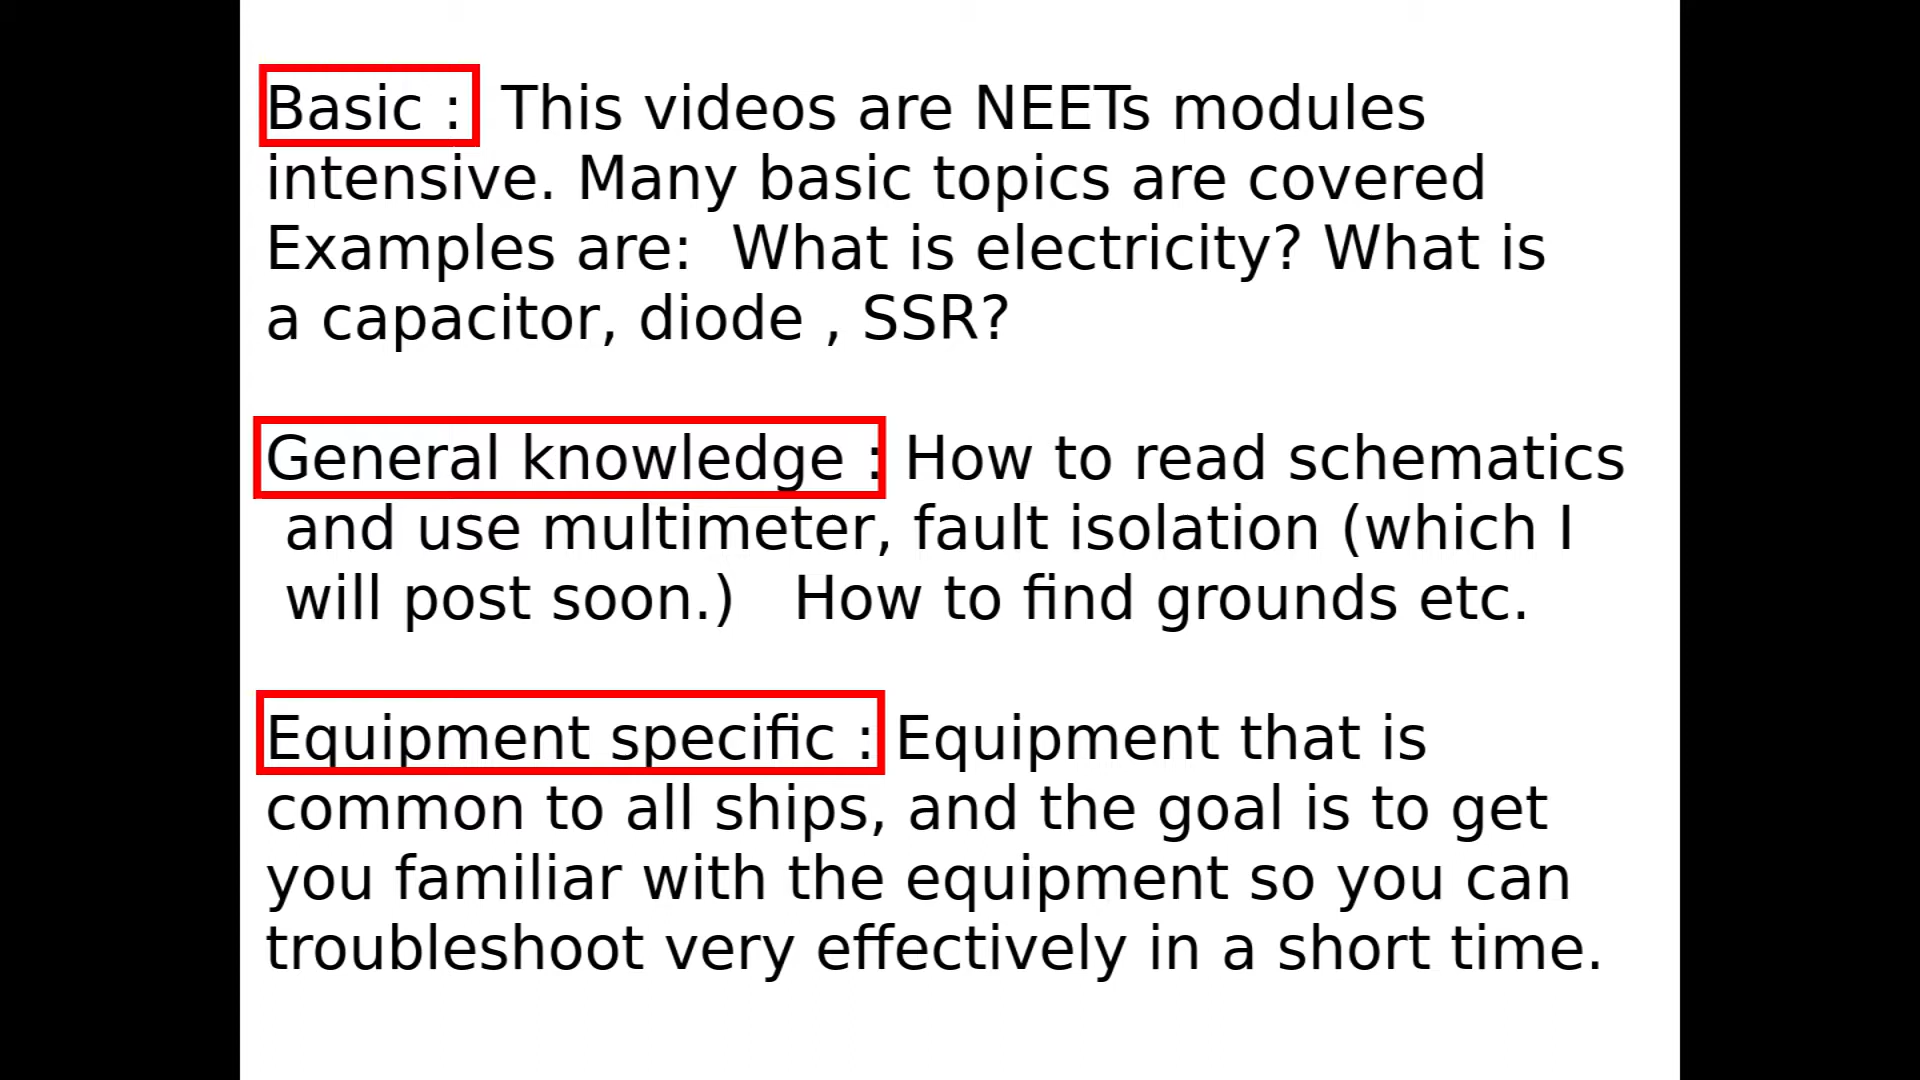 Basic :  This videos are NEETs modules
intensive. Many basic topics are covered
Examples are:  What is electricity? What is
a capacitor, diode , SSR?
General knowledge : How to read schematics
and use multimeter, fault isolation (which I
will post soon.)   How to find grounds etc.
Equipment specific : Equipment that is
common to all ships, and the goal is to get
you familiar with the equipment so you can
troubleshoot very effectively in a short time.